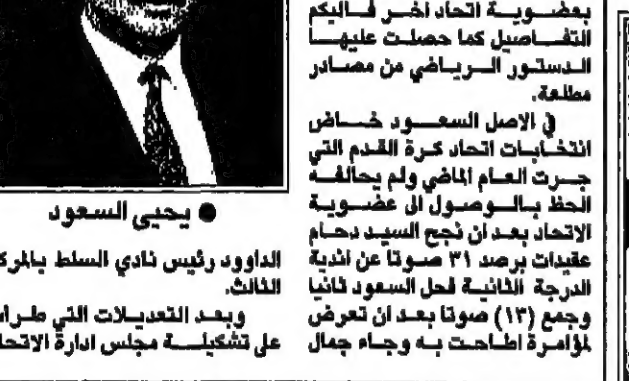 بعضوية اتحاد اخر فاليكم
التفاصيل كما حصلت عليها
الدستور الرياضي من مصادر
مطلعة.
في الاصل السعود خاض
انتخابات اتحاد كرة القدم التي
جرت العام الماضي ولم يحالفه
الحظ بالوصول الى عضوية
الاتحاد بعد ان نجح السيد دحام
عقيدات برصد ٣١ صوتا عن اندية
الدرجة الثانية فحل السعود ثانيا
وجمع (١٣) صوتا بعد ان تعرض
لمؤامرة اطاحت به وجاء جمال
● يحيى السعود
الداوود رئيس نادي السلط بالمرك
الثالث.
وبعد التعديلات التي طرأت
على تشكيلة مجلس ادارة الاتحا